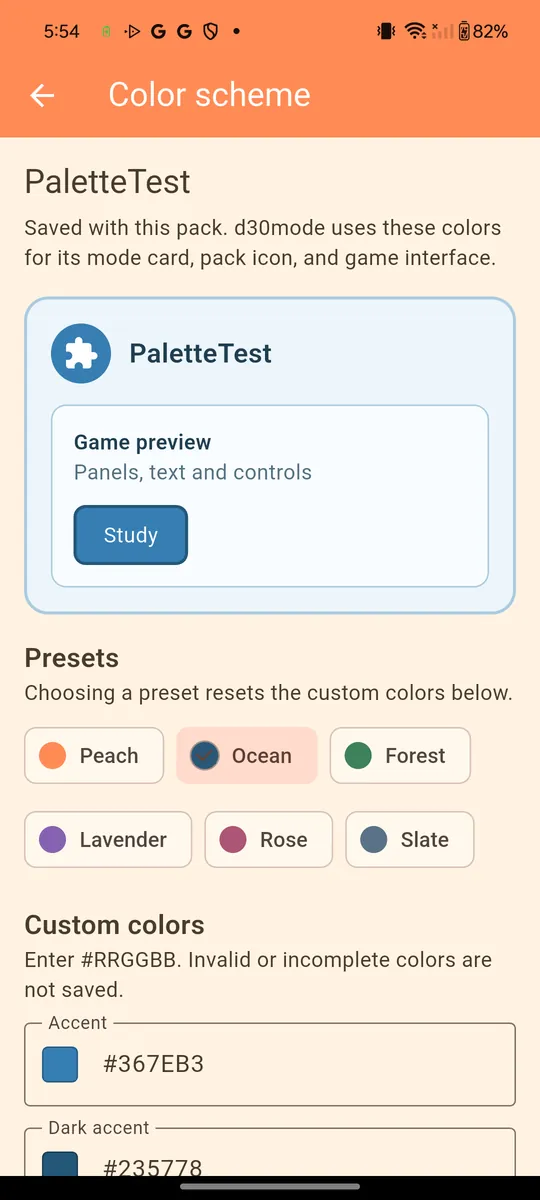 5:54
82%
Color scheme
PaletteTest
Saved with this pack. d30mode uses these colors
for its mode card, pack icon, and game interface.
PaletteTest
Game preview
Panels, text and controls
Study
Presets
Choosing a preset resets the custom colors below.
Peach
Ocean
Forest
Lavender
Rose
Slate
Custom colors
Enter #RRGGBB. Invalid or incomplete colors are
not saved.
Accent
#367EB3
Dark accent
#235778